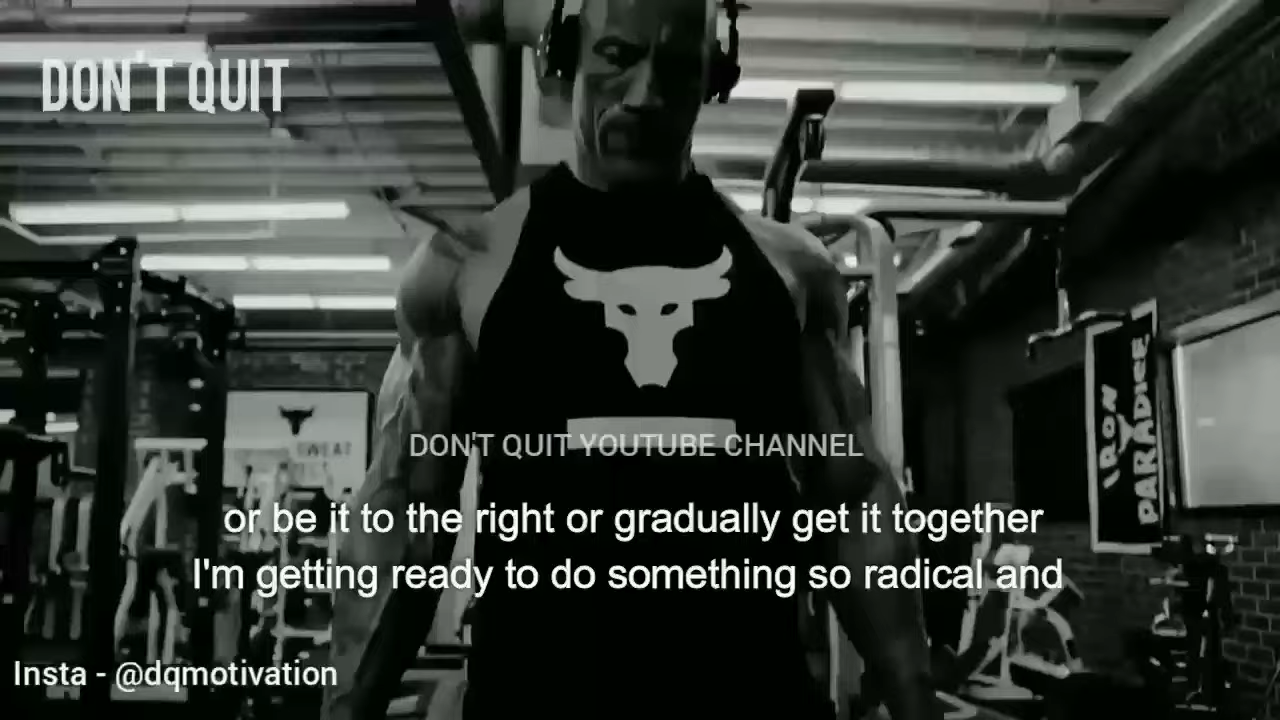 DON'T QUIT
SWEAT
IRON
PARADISE
DON'T QUIT YOUTUBE CHANNEL
or be it to the right or gradually get it together
I'm getting ready to do something so radical and
Insta - @dqmotivation